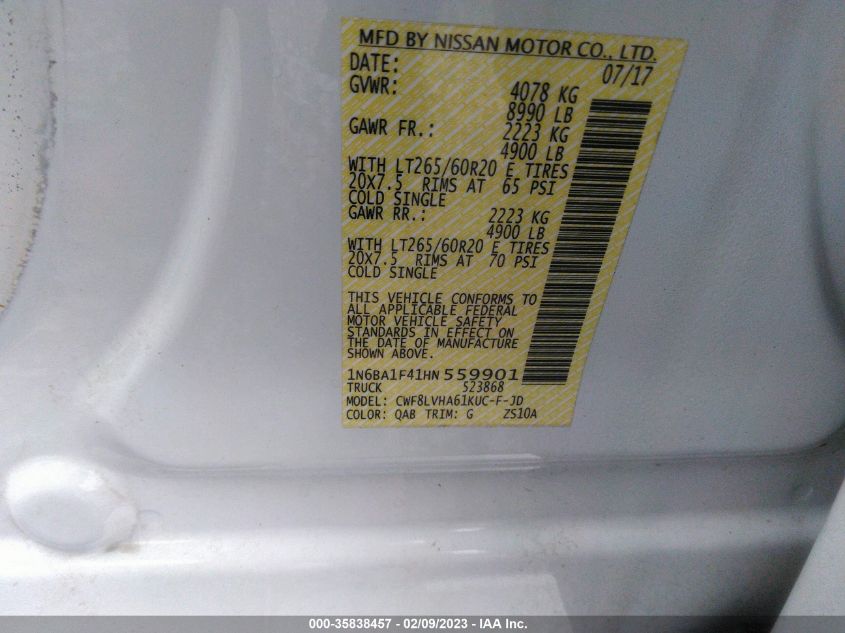 MFD BY NISSAN MOTOR CO., LTD.
DATE: 07/17
GVWR: 4078 KG
8990 LB
GAWR FR.: 2223 KG
4900 LB
WITH LT265/60R20 E TIRES
20X7.5 RIMS AT 65 PSI
COLD SINGLE
GAWR RR.: 2223 KG
4900 LB
WITH LT265/60R20 E TIRES
20X7.5 RIMS AT 70 PSI
COLD SINGLE
THIS VEHICLE CONFORMS TO
ALL APPLICABLE FEDERAL
MOTOR VEHICLE SAFETY
STANDARDS IN EFFECT ON
THE DATE OF MANUFACTURE
SHOWN ABOVE.
1N6BA1F41HN559901
TRUCK 523868
MODEL: CWF8LVHA61KUC-F-JD
COLOR: QAB TRIM: G ZS10A
000-35838457 - 02/09/2023 - IAA Inc.